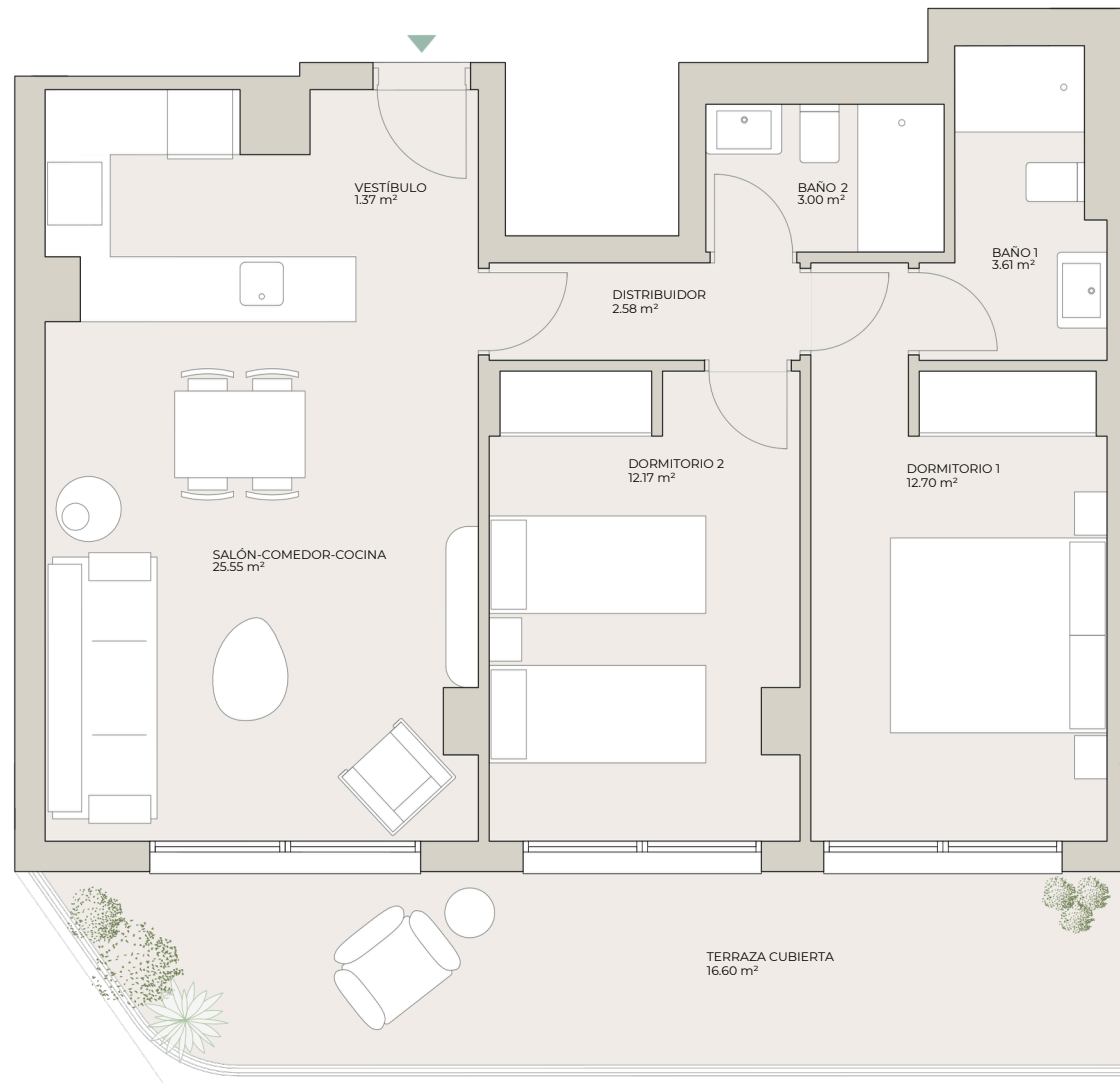 VESTÍBULO
1.37 m²
BAÑO 2
3.00 m²
BAÑO 1
3.61 m²
DISTRIBUIDOR
2.58 m²
DORMITORIO 2
12.17 m²
DORMITORIO 1
12.70 m²
SALÓN-COMEDOR-COCINA
25.55 m²
TERRAZA CUBIERTA
16.60 m²